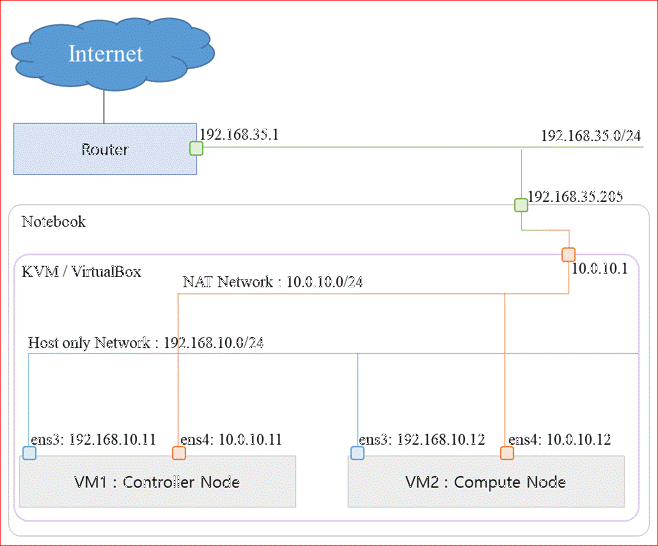 Internet
Router
192.168.35.1
192.168.35.0/24
192.168.35.205
Notebook
KVM / VirtualBox
10.0.10.1
NAT Network : 10.0.10.0/24
Host only Network : 192.168.10.0/24
ens3: 192.168.10.11
ens4: 10.0.10.11
ens3: 192.168.10.12
ens4: 10.0.10.12
VM1 : Controller Node
VM2 : Compute Node